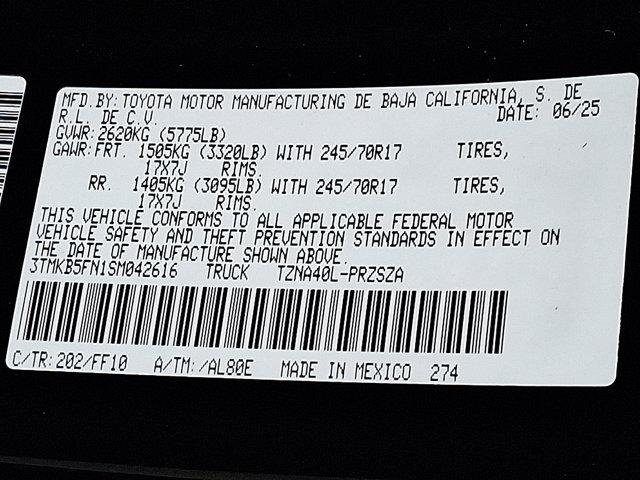 MFD.BY: TOYOTA MOTOR MANUFACTURING DE BAJA CALIFORNIA, S. DE
R.L. DE C.V. DATE: 06/25
GVWR: 2620KG (5775LB)
GAWR: FRT. 1505KG (3320LB) WITH 245/70R17 TIRES,
17X7J RIMS.
RR. 1405KG (3095LB) WITH 245/70R17 TIRES,
17X7J RIMS.
THIS VEHICLE CONFORMS TO ALL APPLICABLE FEDERAL MOTOR
VEHICLE SAFETY AND THEFT PREVENTION STANDARDS IN EFFECT ON
THE DATE OF MANUFACTURE SHOWN ABOVE.
3TMKB5FN1SM042616 TRUCK TZNA40L-PRZSZA
C/TR: 202/FF10 A/TM: /AL80E MADE IN MEXICO 274